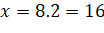 x = 8.2 = 16